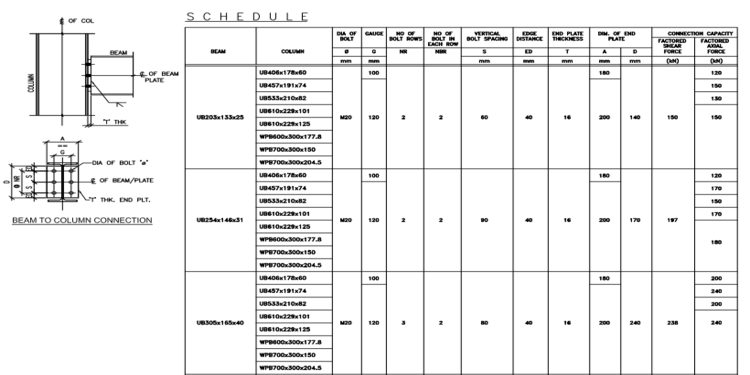 SCHEDULE
℄ OF COL
BEAM
COLUMN
℄ OF BEAM
PLATE
"T" THK
A
G
DIA OF BOLT "ø"
℄ OF BEAM/PLATE
"T" THK. END PLT.
D
Ø NR
S S
BEAM TO COLUMN CONNECTION
BEAM COLUMN DIA OF BOLT GAUGE NO OF BOLT ROWS NO OF BOLT IN EACH ROW VERTICAL BOLT SPACING EDGE DISTANCE END PLATE THICKNESS DIM. OF END PLATE CONNECTION CAPACITY
FACTORED SHEAR FORCE FACTORED AXIAL FORCE
Ø G NR NBR S ED T A D
mm mm mm mm mm mm mm (kN) (kN)
UB203x133x25 M20 120 2 2 60 40 16 200 140 150 150
UB406x178x60 100 180 120
UB457x191x74 150
UB533x210x82 130
UB610x229x101
UB610x229x125
WPB600x300x177.8
WPB700x300x150
WPB700x300x204.5
UB254x146x31 M20 120 2 2 90 40 16 200 170 197
UB406x178x60 100 180 120
UB457x191x74 170
UB533x210x82 150
UB610x229x101 170
UB610x229x125
WPB600x300x177.8 180
WPB700x300x150
WPB700x300x204.5
UB305x165x40 M20 120 3 2 80 40 16 200 240 238 240
UB406x178x60 100 180 200
UB457x191x74 240
UB533x210x82 200
UB610x229x101
UB610x229x125
WPB600x300x177.8
WPB700x300x150
WPB700x300x204.5